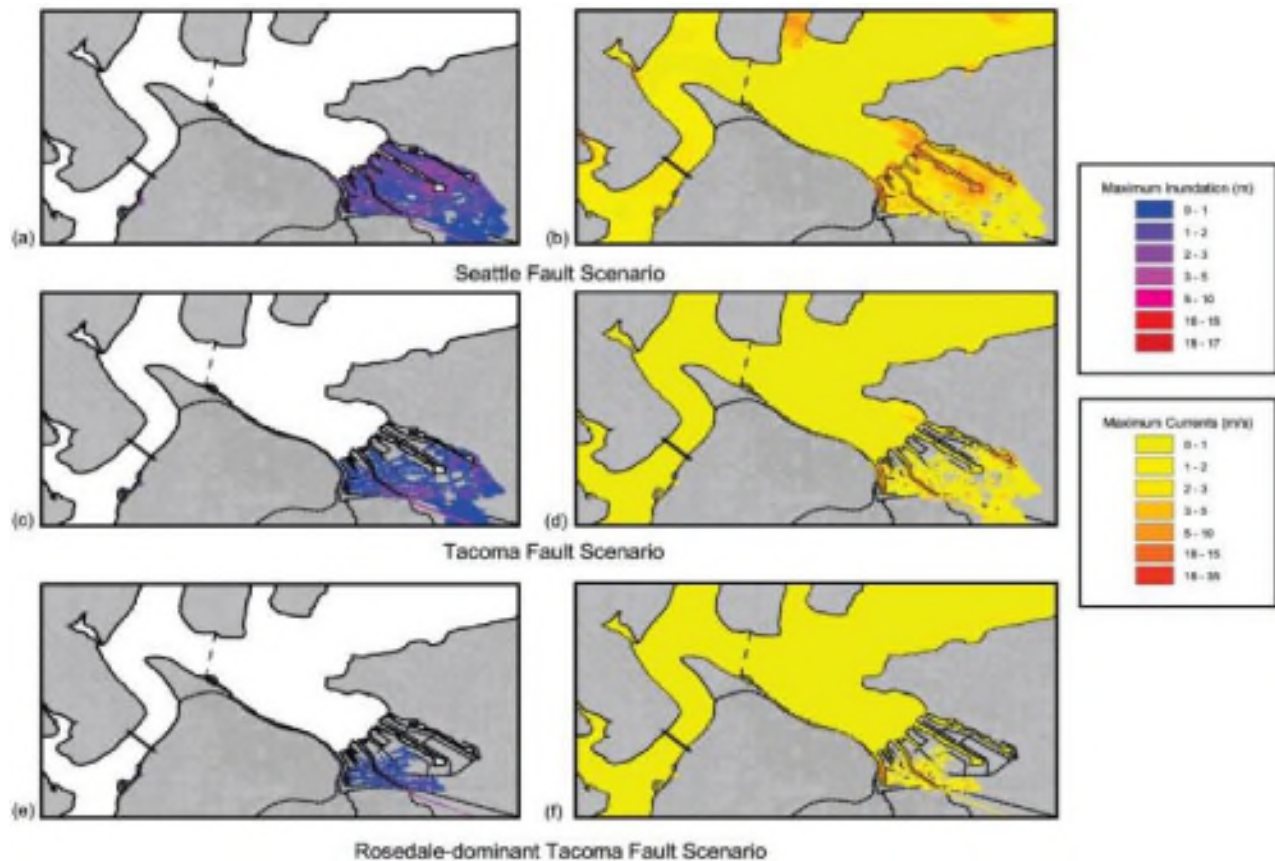 (a)
(b)
Seattle Fault Scenario
(c)
(d)
Tacoma Fault Scenario
(e)
(f)
Rosedale-dominant Tacoma Fault Scenario
Maximum Inundation (m)
0 - 1
1 - 2
2 - 3
3 - 5
5 - 10
Maximum Currents (m/s)
0 - 1
1 - 2
2 - 3
3 - 5
5 - 10